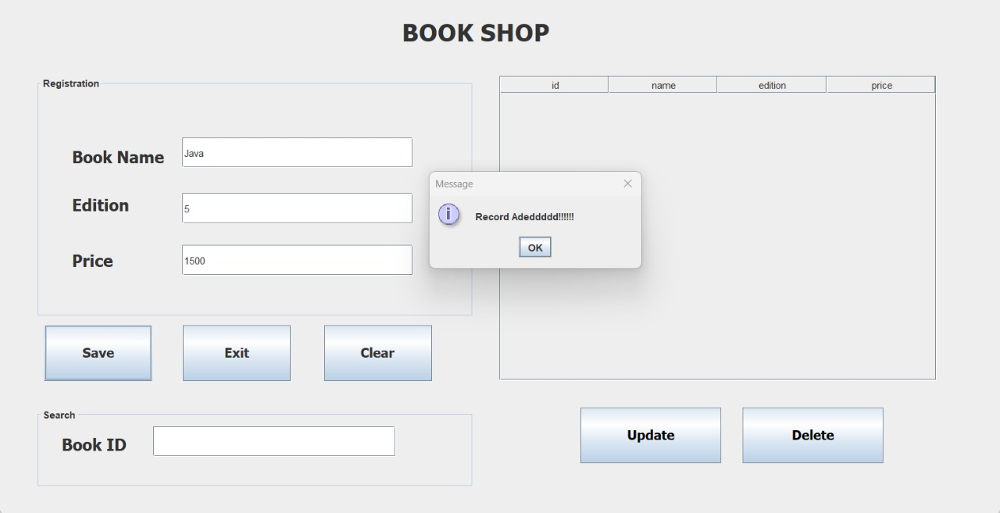 BOOK SHOP
Registration
Book Name
Java
Edition
5
Price
1500
Save
Exit
Clear
Search
Book ID
id name edition price
Message
i
Record Adeddddd!!!!!!
OK
Update
Delete